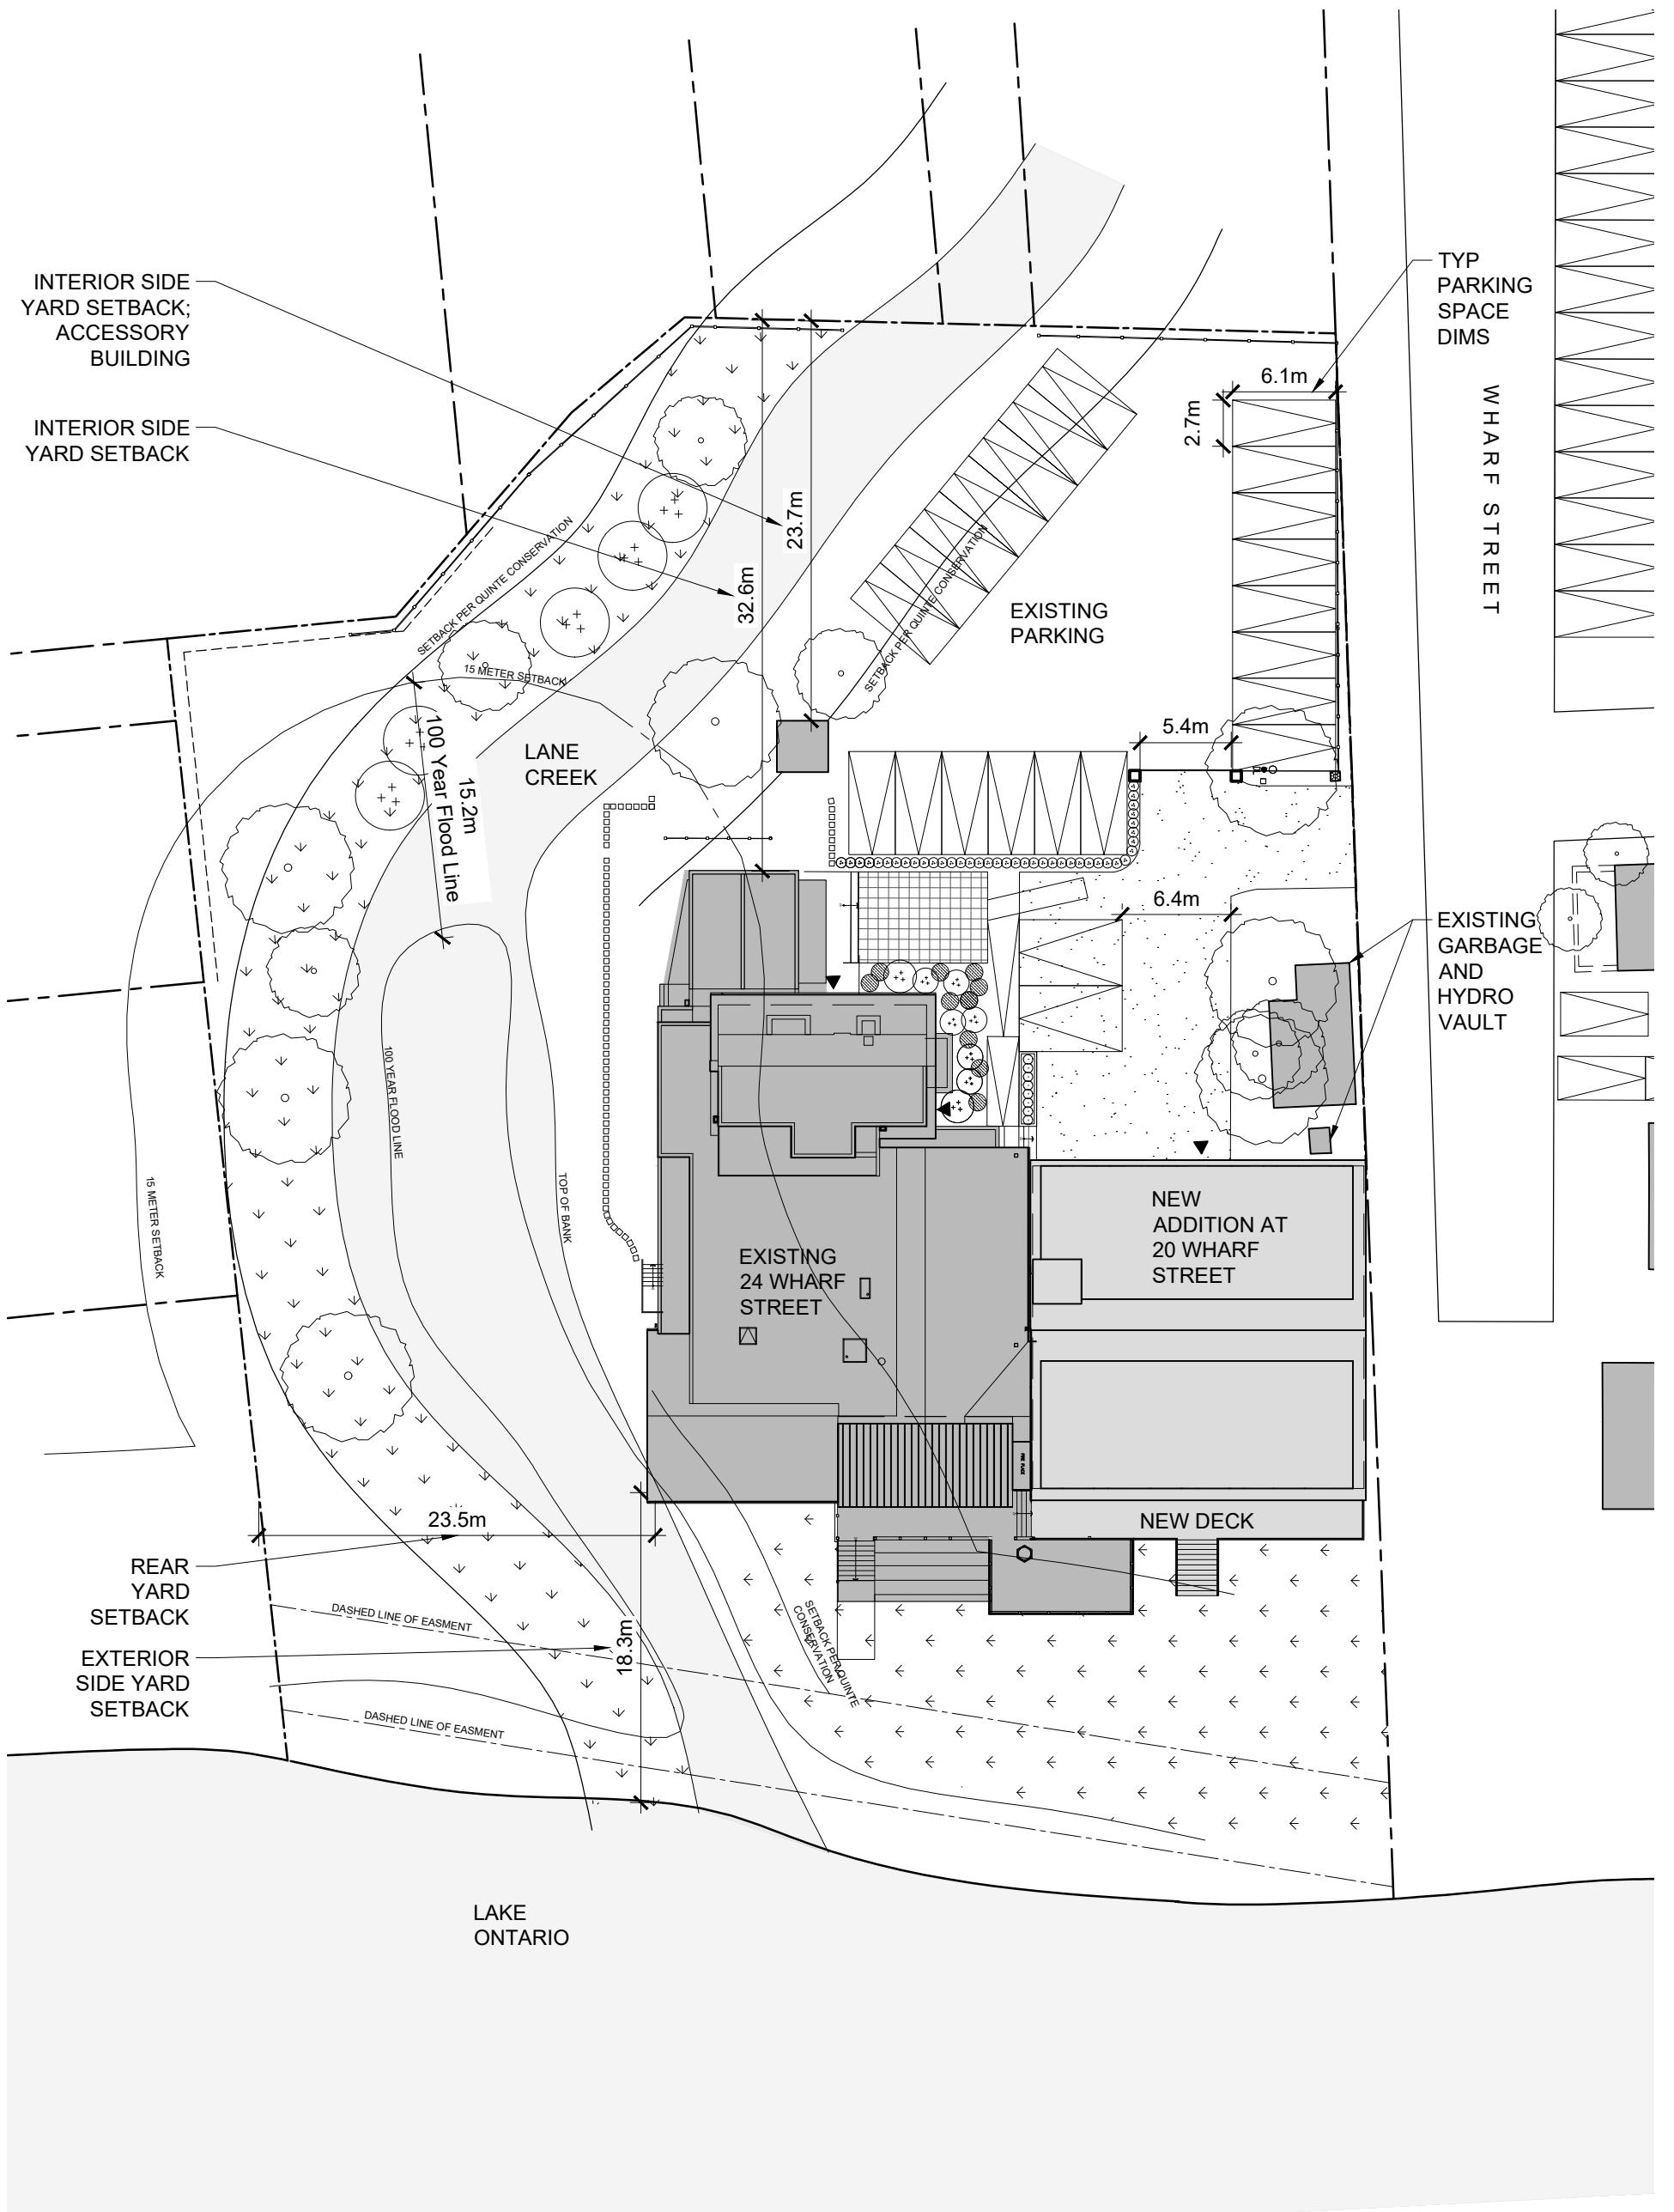 INTERIOR SIDE
YARD SETBACK;
ACCESSORY
BUILDING
INTERIOR SIDE
YARD SETBACK
TYP
PARKING
SPACE
DIMS
6.1m
2.7m
WHARF STREET
23.7m
32.6m
SETBACK PER QUINTE CONSERVATION
SETBACK PER QUINTE CONSERVATION
EXISTING
PARKING
15 METER SETBACK
15.2m
100 Year Flood Line
LANE
CREEK
5.4m
6.4m
EXISTING
GARBAGE
AND
HYDRO
VAULT
100 YEAR FLOOD LINE
TOP OF BANK
15 METER SETBACK
EXISTING
24 WHARF
STREET
NEW
ADDITION AT
20 WHARF
STREET
FIRE PLACE
NEW DECK
23.5m
REAR
YARD
SETBACK
DASHED LINE OF EASMENT
SETBACK PER QUINTE
CONSERVATION
18.3m
EXTERIOR
SIDE YARD
SETBACK
DASHED LINE OF EASMENT
LAKE
ONTARIO